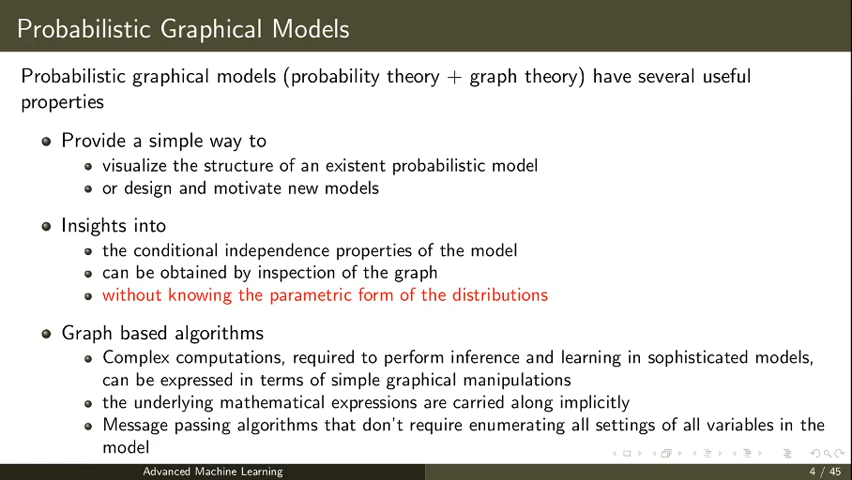 Probabilistic Graphical Models
Probabilistic graphical models (probability theory + graph theory) have several useful
properties
Provide a simple way to
visualize the structure of an existent probabilistic model
or design and motivate new models
Insights into
the conditional independence properties of the model
can be obtained by inspection of the graph
without knowing the parametric form of the distributions
Graph based algorithms
Complex computations, required to perform inference and learning in sophisticated models,
can be expressed in terms of simple graphical manipulations
the underlying mathematical expressions are carried along implicitly
Message passing algorithms that don't require enumerating all settings of all variables in the
model
Advanced Machine Learning
4 / 45